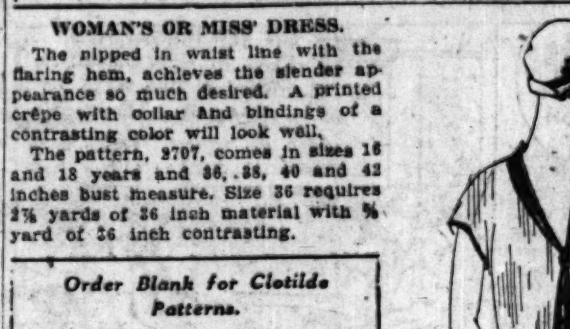 WOMAN'S OR MISS' DRESS.
The nipped in waist line with the
flaring hem, achieves the slender ap-
pearance so much desired. A printed
crêpe with collar and bindings of a
contrasting color will look well.
The pattern, 2707, comes in sizes 16
and 18 years and 36, .38, 40 and 42
inches bust measure. Size 36 requires
yards of 36 inch material with
yard of 36 inch contrasting.
Order Blank for Clotilde
Patterns.